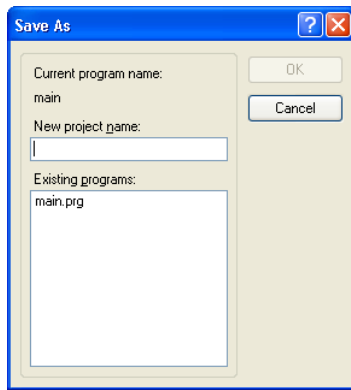 Save As
Current program name:
main
New project name:
Existing programs:
main.prg
OK
Cancel